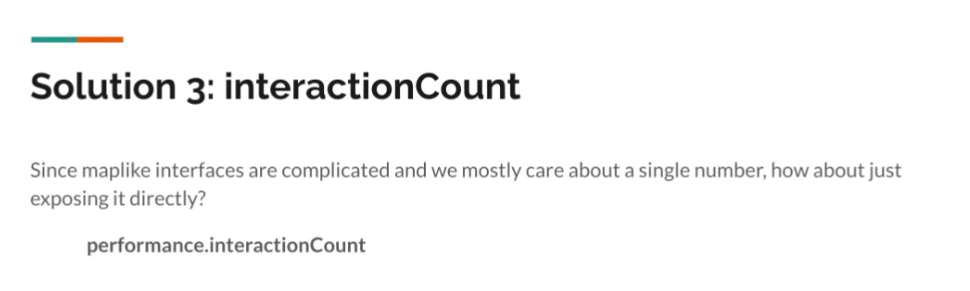 Solution 3: interactionCount
Since maplike interfaces are complicated and we mostly care about a single number, how about just
exposing it directly?
performance.interactionCount